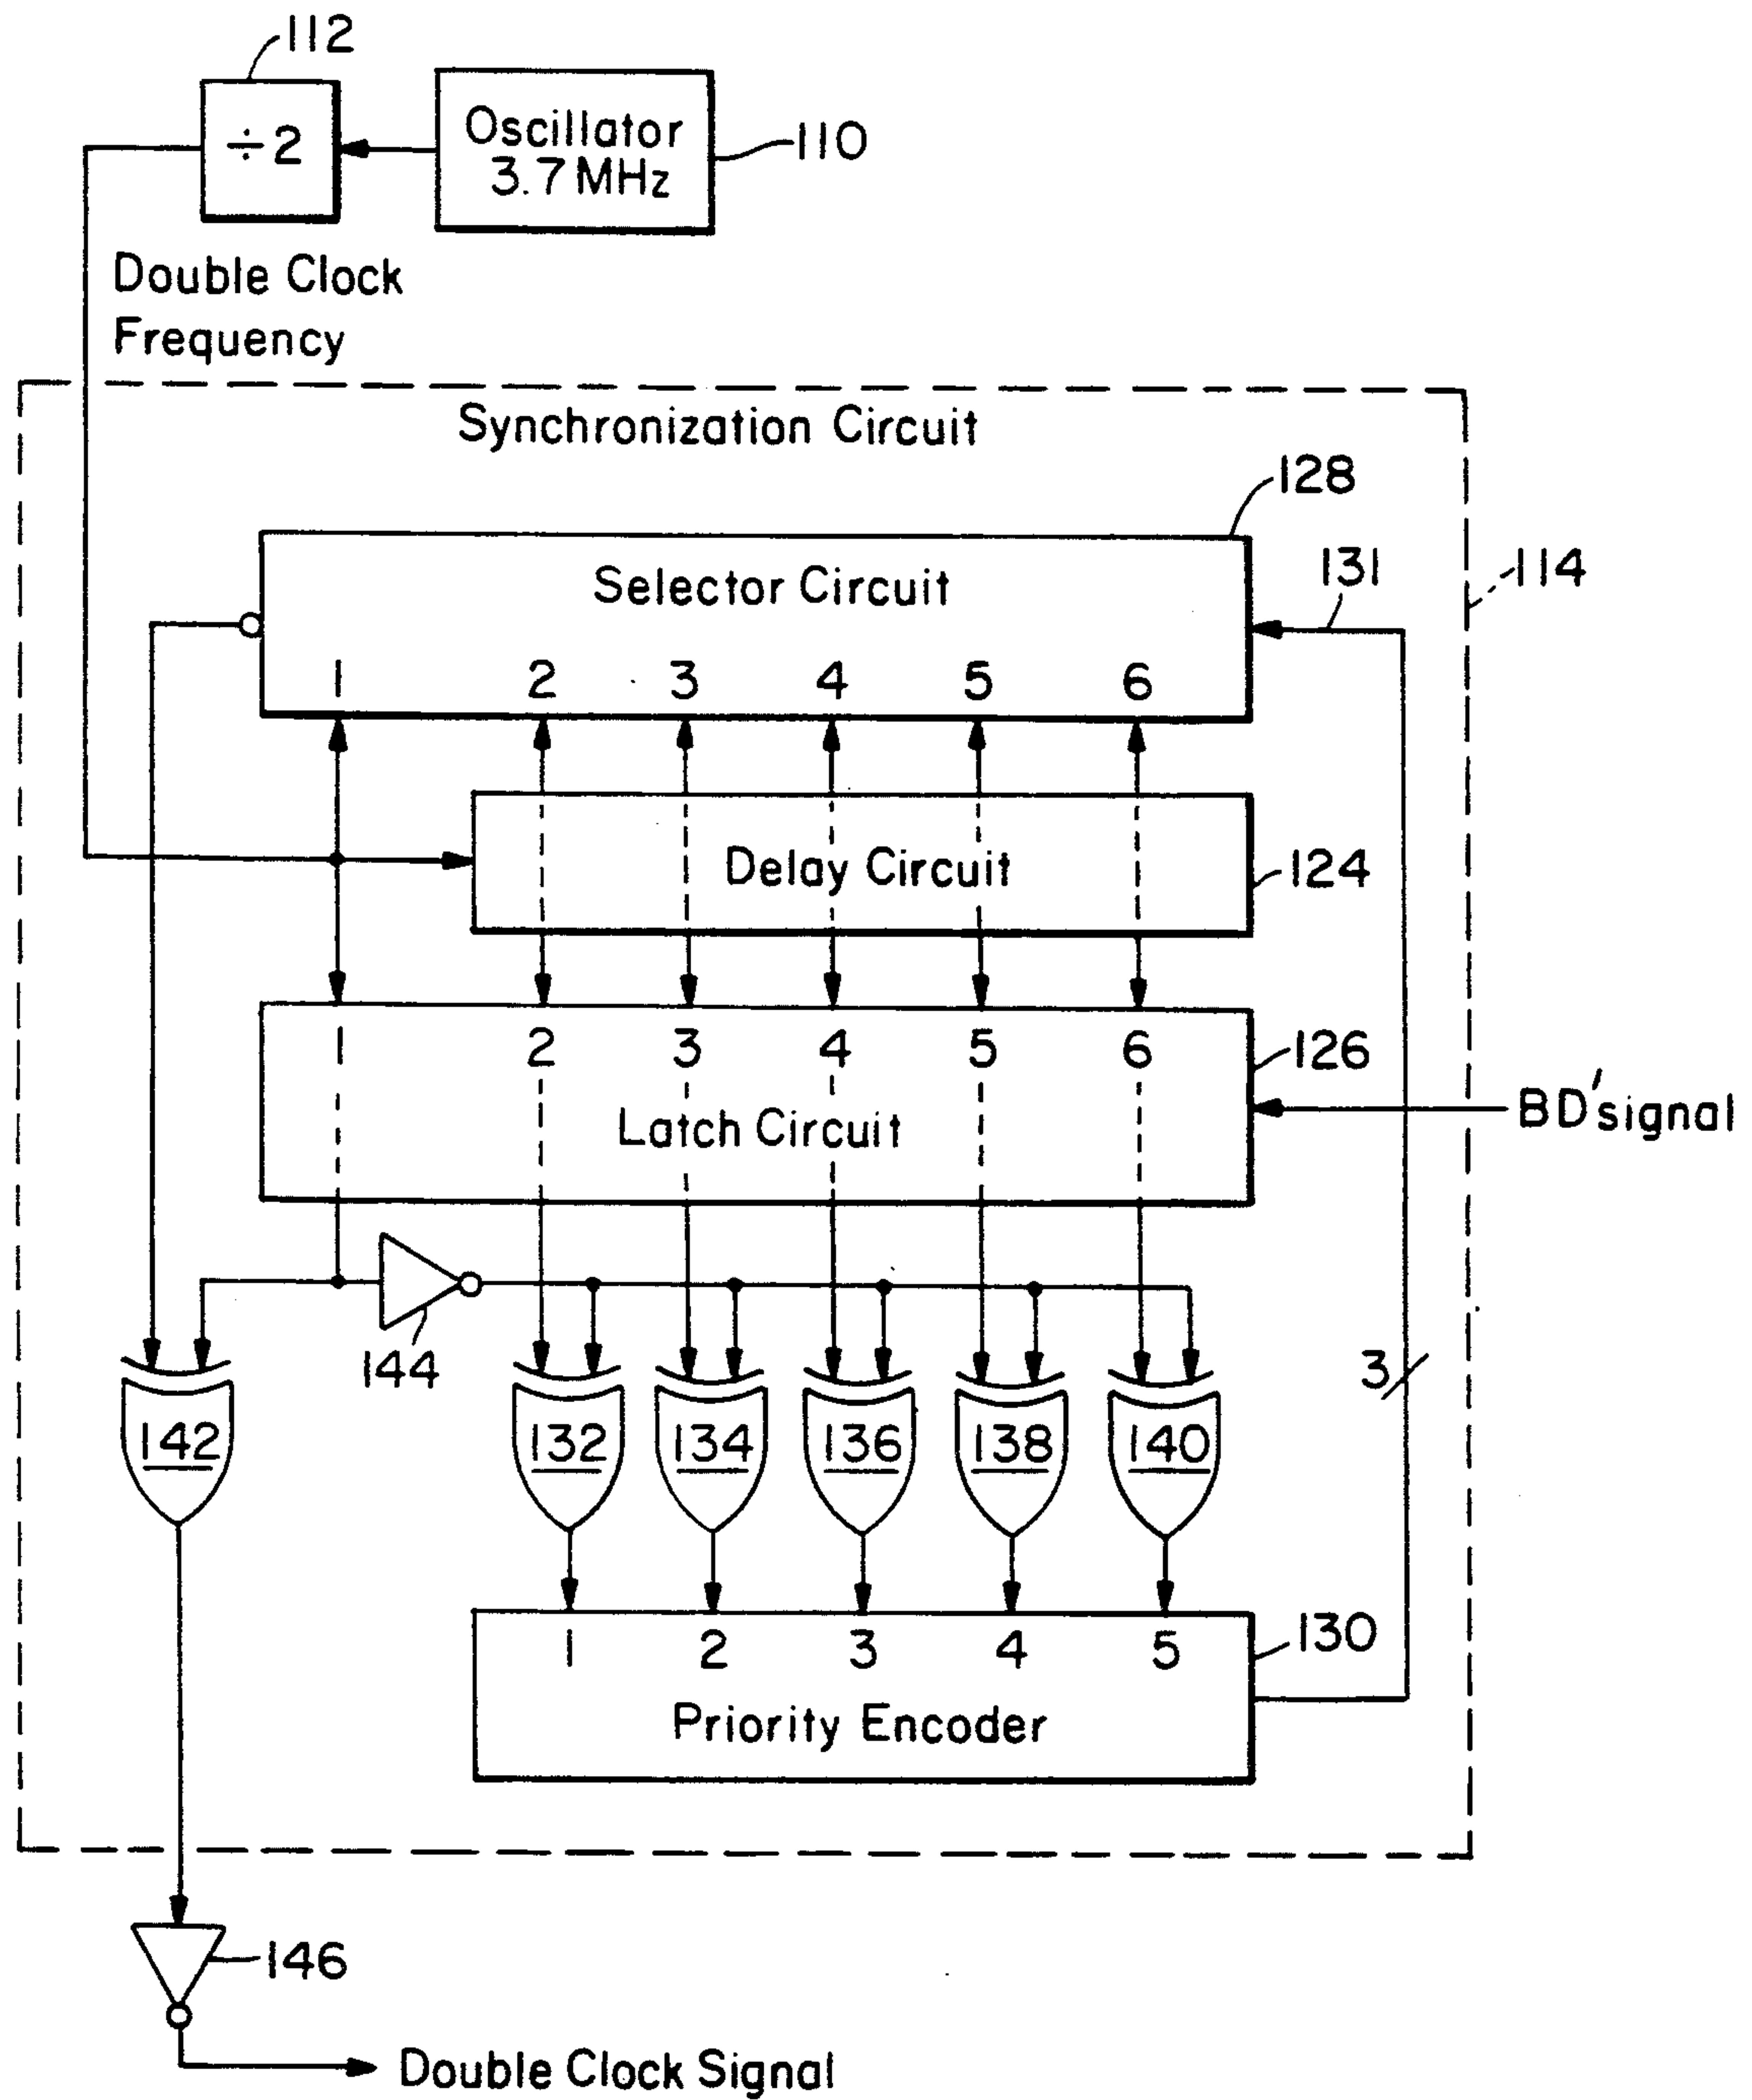 112
÷2
Oscillator
3.7 MHz
110
Double Clock
Frequency
Synchronization Circuit
128
Selector Circuit
131
114
1 2 3 4 5 6
Delay Circuit
124
1 2 3 4 5 6
126
Latch Circuit
BD'signal
144
3
142 132 134 136 138 140
1 2 3 4 5
130
Priority Encoder
146
Double Clock Signal